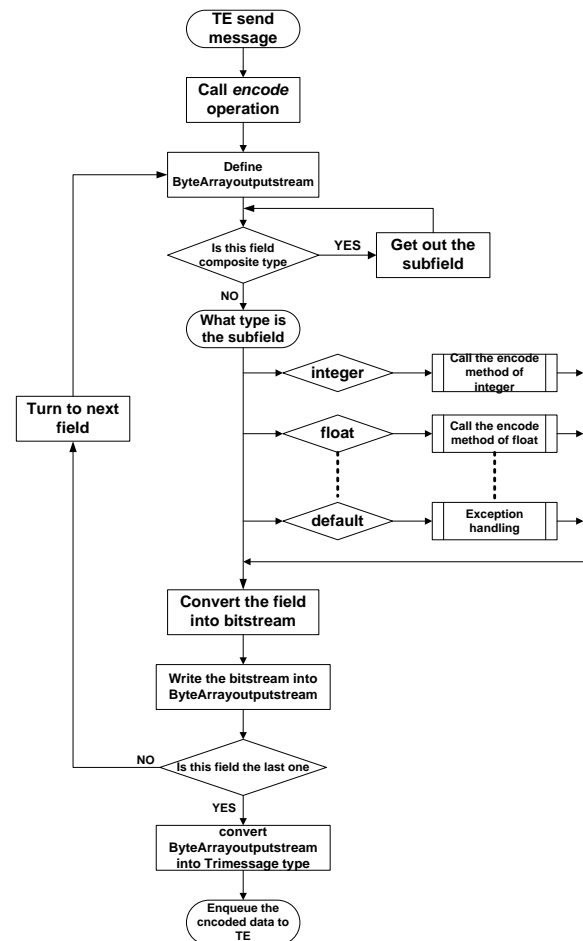 TE send
message
Call encode
operation
Define
ByteArrayoutputstream
Is this field
composite type
YES
Get out the
subfield
NO
What type is
the subfield
integer
Call the encode
method of
integer
Turn to next
field
float
Call the encode
method of float
default
Exception
handling
Convert the field
into bitstream
Write the bitstream into
ByteArrayoutputstream
NO
Is this field the last one
YES
convert
ByteArrayoutputstream
into Trimessage type
Enqueue the
cncoded data to
TE